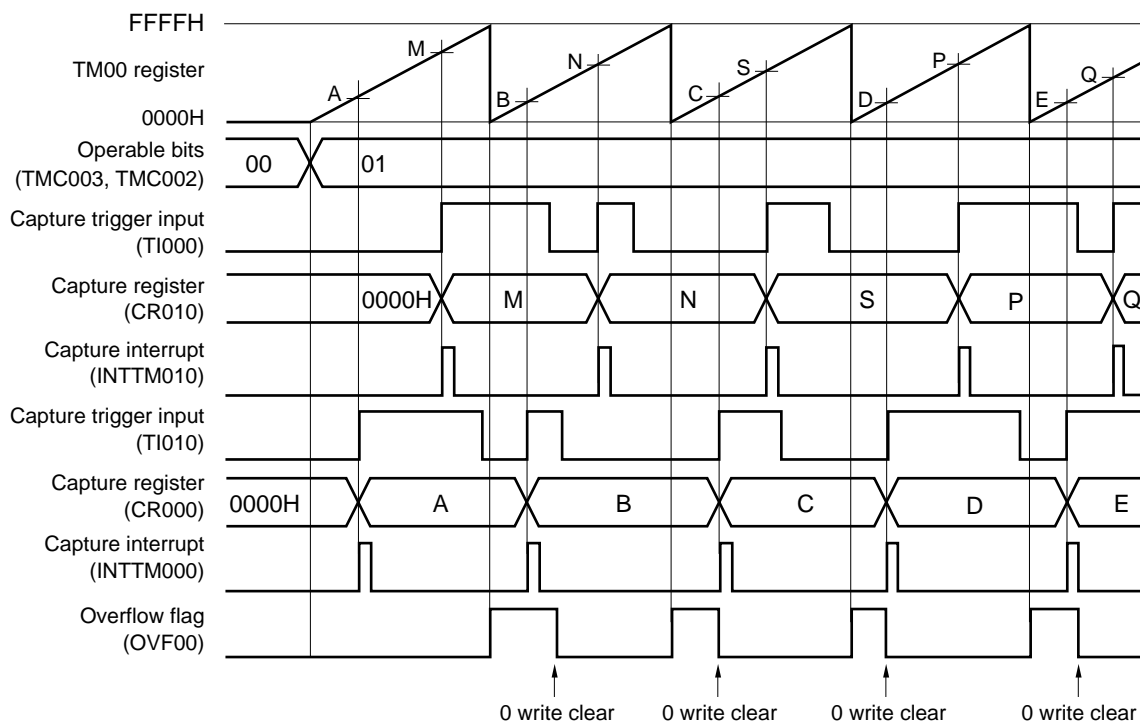 FFFFH
TM00 register
0000H
A M B N C S D P E Q
Operable bits
(TMC003, TMC002)
00 01
Capture trigger input
(TI000)
Capture register
(CR010)
0000H M N S P Q
Capture interrupt
(INTTM010)
Capture trigger input
(TI010)
Capture register
(CR000)
0000H A B C D E
Capture interrupt
(INTTM000)
Overflow flag
(OVF00)
0 write clear 0 write clear 0 write clear 0 write clear